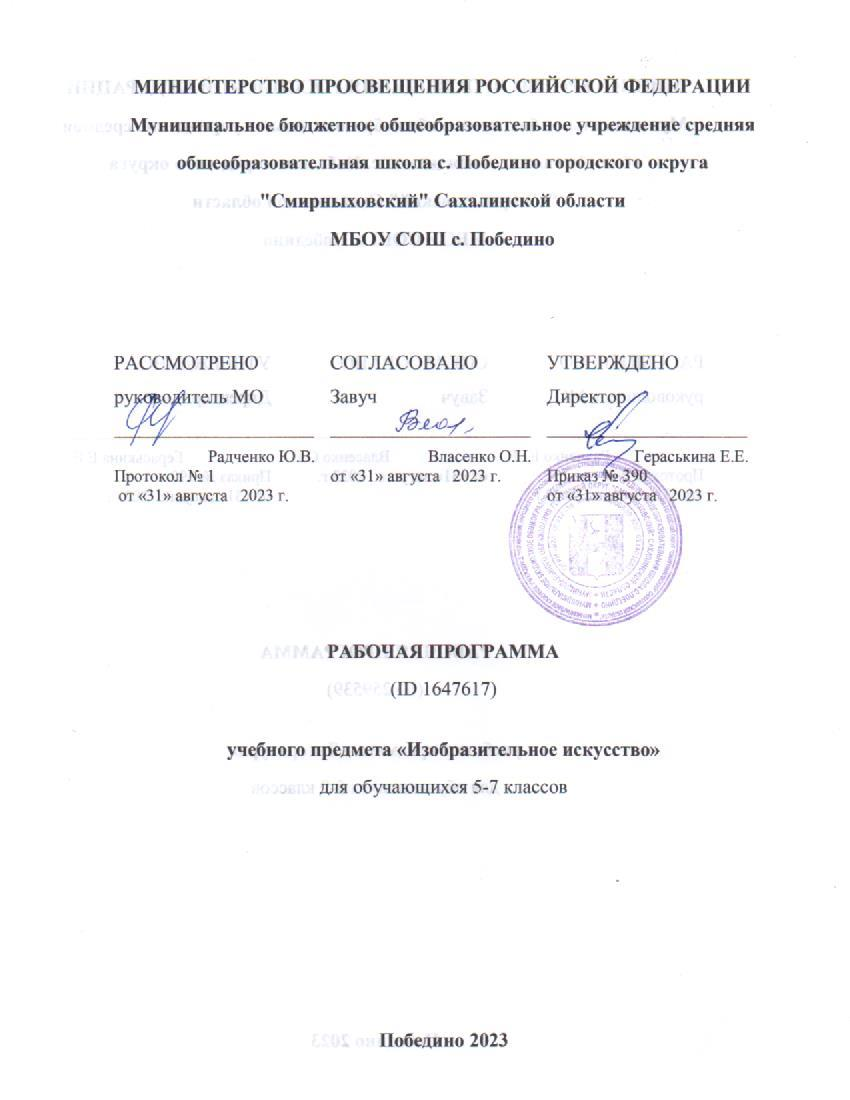 МИНИСТЕРСТВО ПРОСВЕЩЕНИЯ РОССИЙСКОЙ ФЕДЕРАЦИИ
Муниципальное бюджетное общеобразовательное учреждение средняя
общеобразовательная школа с. Победино городского округа
"Смирныховский" Сахалинской области
МБОУ СОШ с. Победино
РАССМОТРЕНО СОГЛАСОВАНО УТВЕРЖДЕНО
руководитель МО Завуч Директор
Радченко Ю.В. Власенко О.Н. Гераськина Е.Е.
Протокол № 1 от «31» августа 2023 г. Приказ № 390
от «31» августа 2023 г. от «31» августа 2023 г.
РАБОЧАЯ ПРОГРАММА
(ID 1647617)
учебного предмета «Изобразительное искусство»
для обучающихся 5-7 классов
Победино 2023